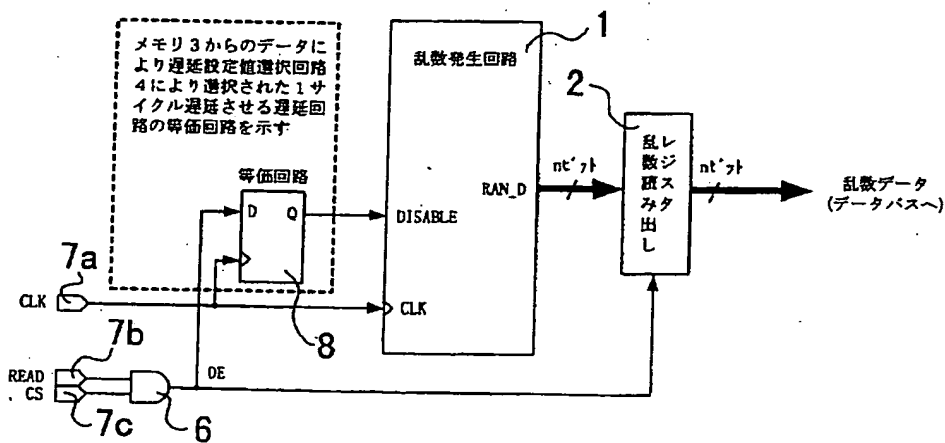 メモリ3からのデータに
より遅延設定値選択回路
4により選択された1サ
イクル遅延させる遅延回
路の等価回路を示す
等価回路
D
Q
8
乱数発生回路
1
RAN_D
DISABLE
CLK
nビット
2
乱数読み出し
レジスタ
nビット
乱数データ
(データバスへ)
7a
CLK
7b
READ
CS
7c
6
OE